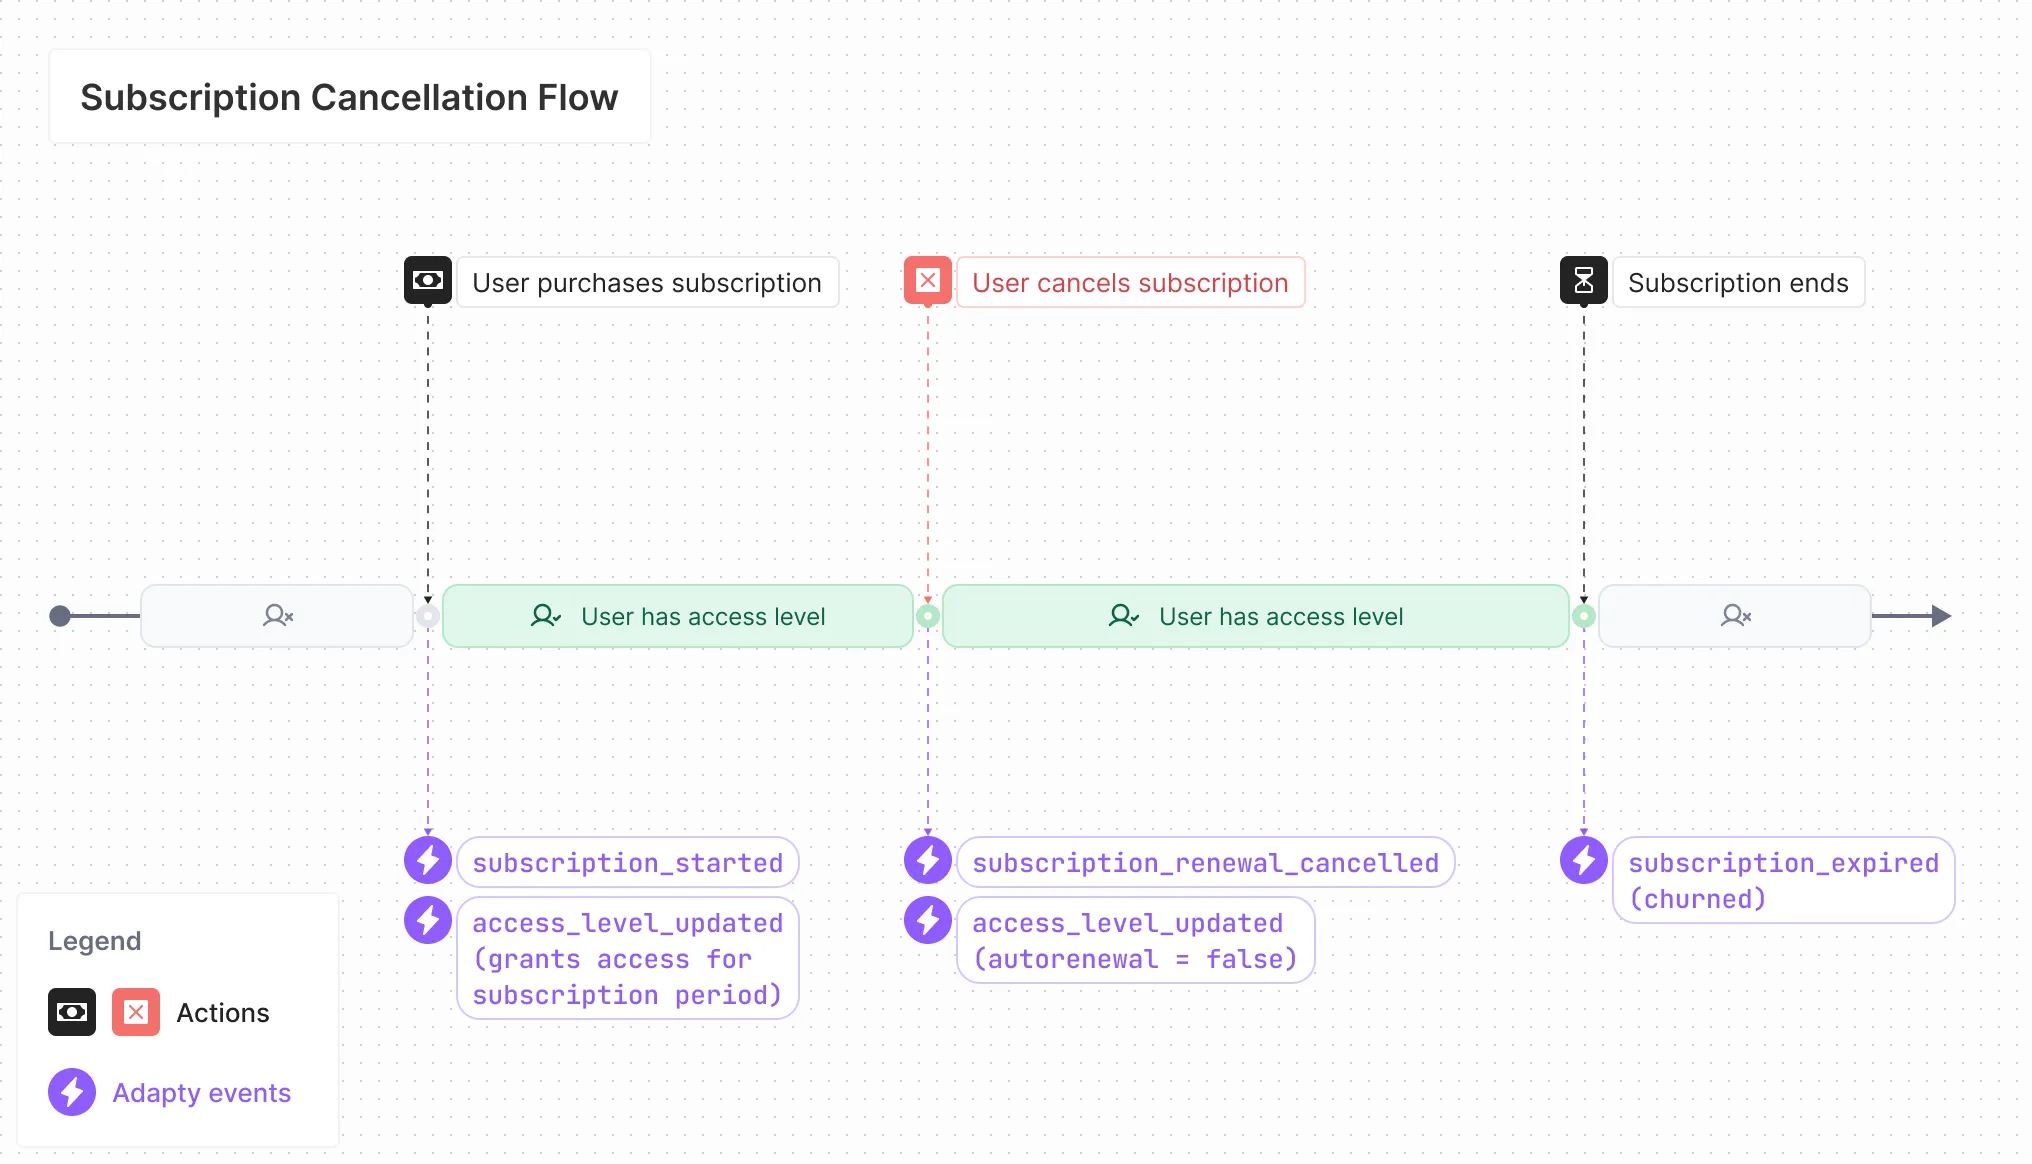 Subscription Cancellation Flow
User purchases subscription
User cancels subscription
Subscription ends
User has access level
User has access level
subscription_started
access_level_updated
(grants access for
subscription period)
subscription_renewal_cancelled
access_level_updated
(autorenewal = false)
subscription_expired
(churned)
Legend
Actions
Adapty events